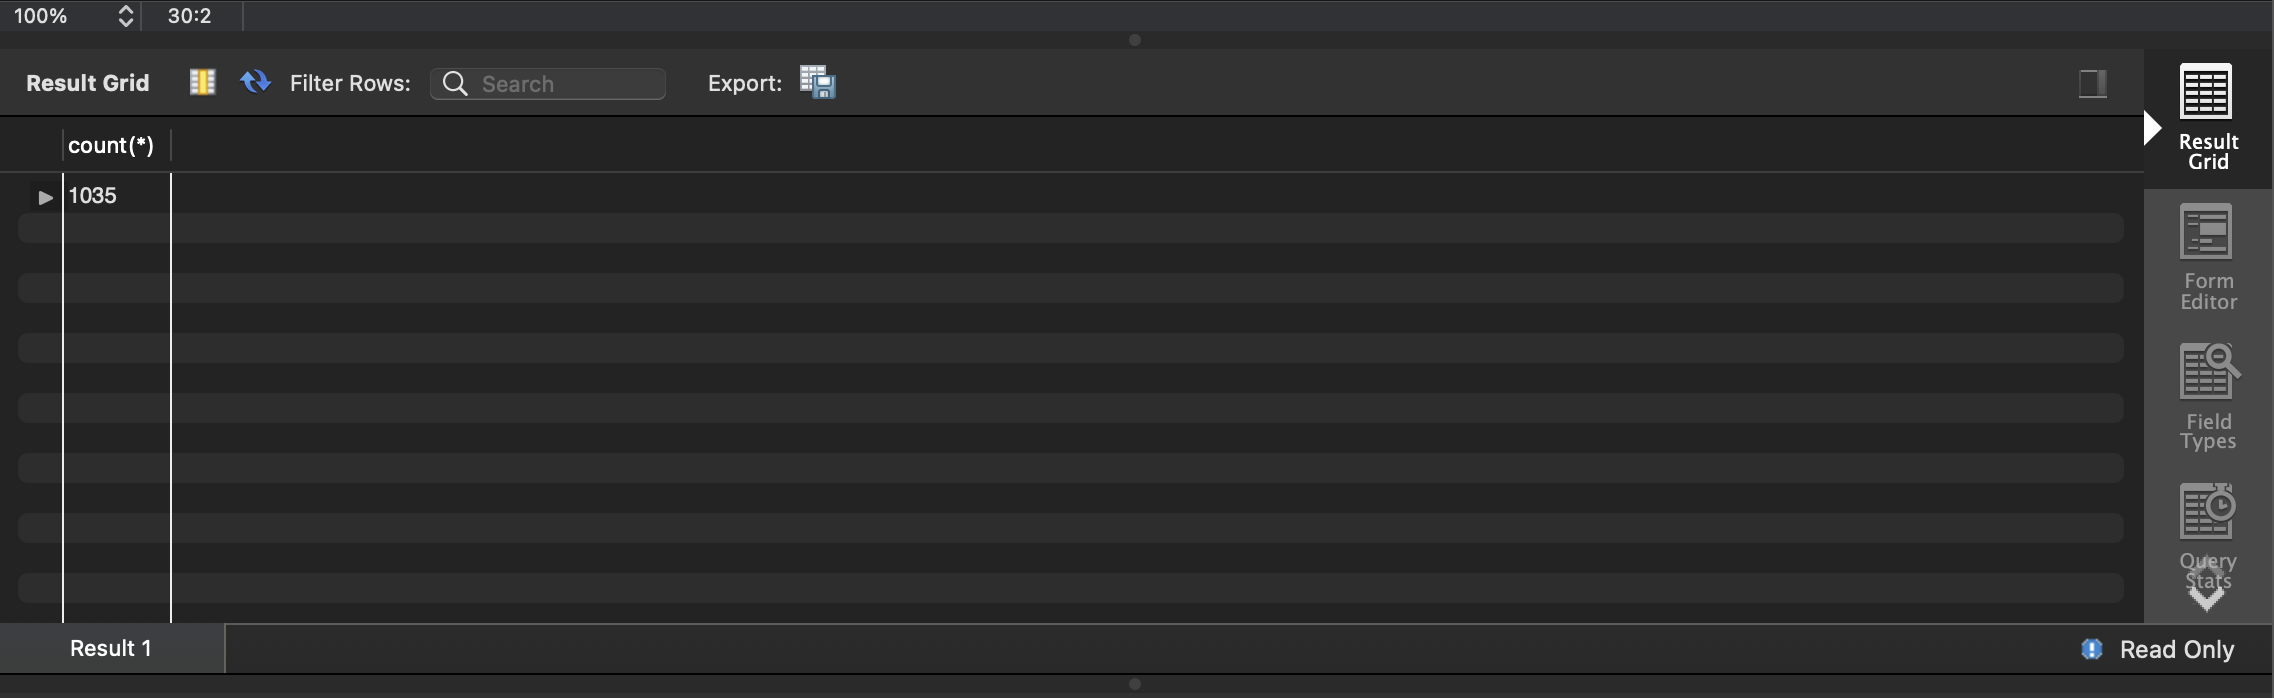 100% 30:2
Result Grid Filter Rows: Search Export:
count(*)
1035
Result
Grid
Form
Editor
Field
Types
Query
Stats
Result 1 Read Only